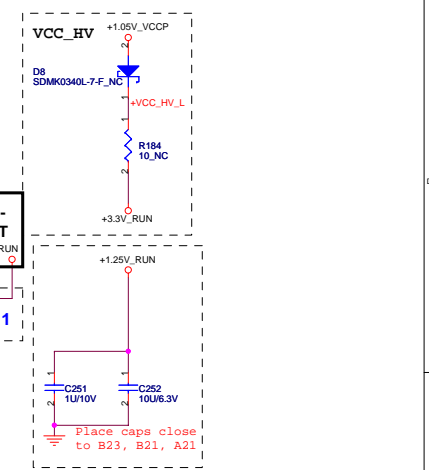 VCC_HV
+1.05V_VCCP
2
D8
SDMK0340L-7-F_NC
1
+VCC_HV_L
1
R184
10_NC
2
+3.3V_RUN
-
T
RUN
1
+1.25V_RUN
1
1
C251
1U/10V
C252
10U/6.3V
2
2
Place caps close
to B23, B21, A21